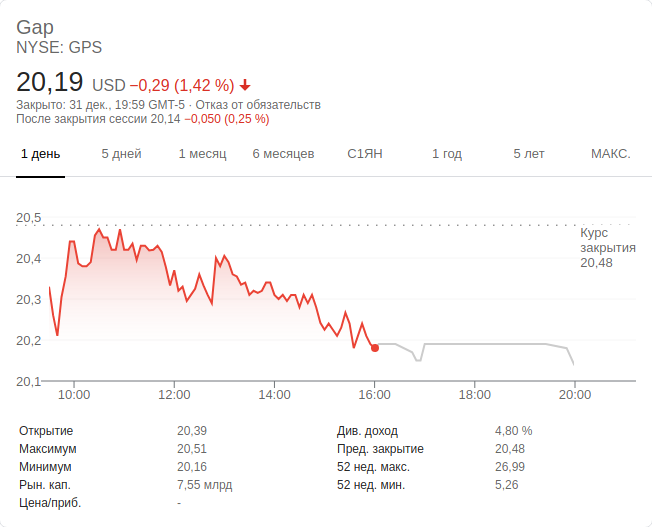 Gap
NYSE: GPS
20,19 USD −0,29 (1,42 %)
Закрыто: 31 дек., 19:59 GMT-5 · Отказ от обязательств
После закрытия сессии 20,14 −0,050 (0,25 %)
1 день 5 дней 1 месяц 6 месяцев С1ЯН 1 год 5 лет МАКС.
20,5
Курс
закрытия
20,48
20,4
20,3
20,2
20,1
10:00 12:00 14:00 16:00 18:00 20:00
Открытие 20,39 Див. доход 4,80 %
Максимум 20,51 Пред. закрытие 20,48
Минимум 20,16 52 нед. макс. 26,99
Рын. кап. 7,55 млрд 52 нед. мин. 5,26
Цена/приб. -